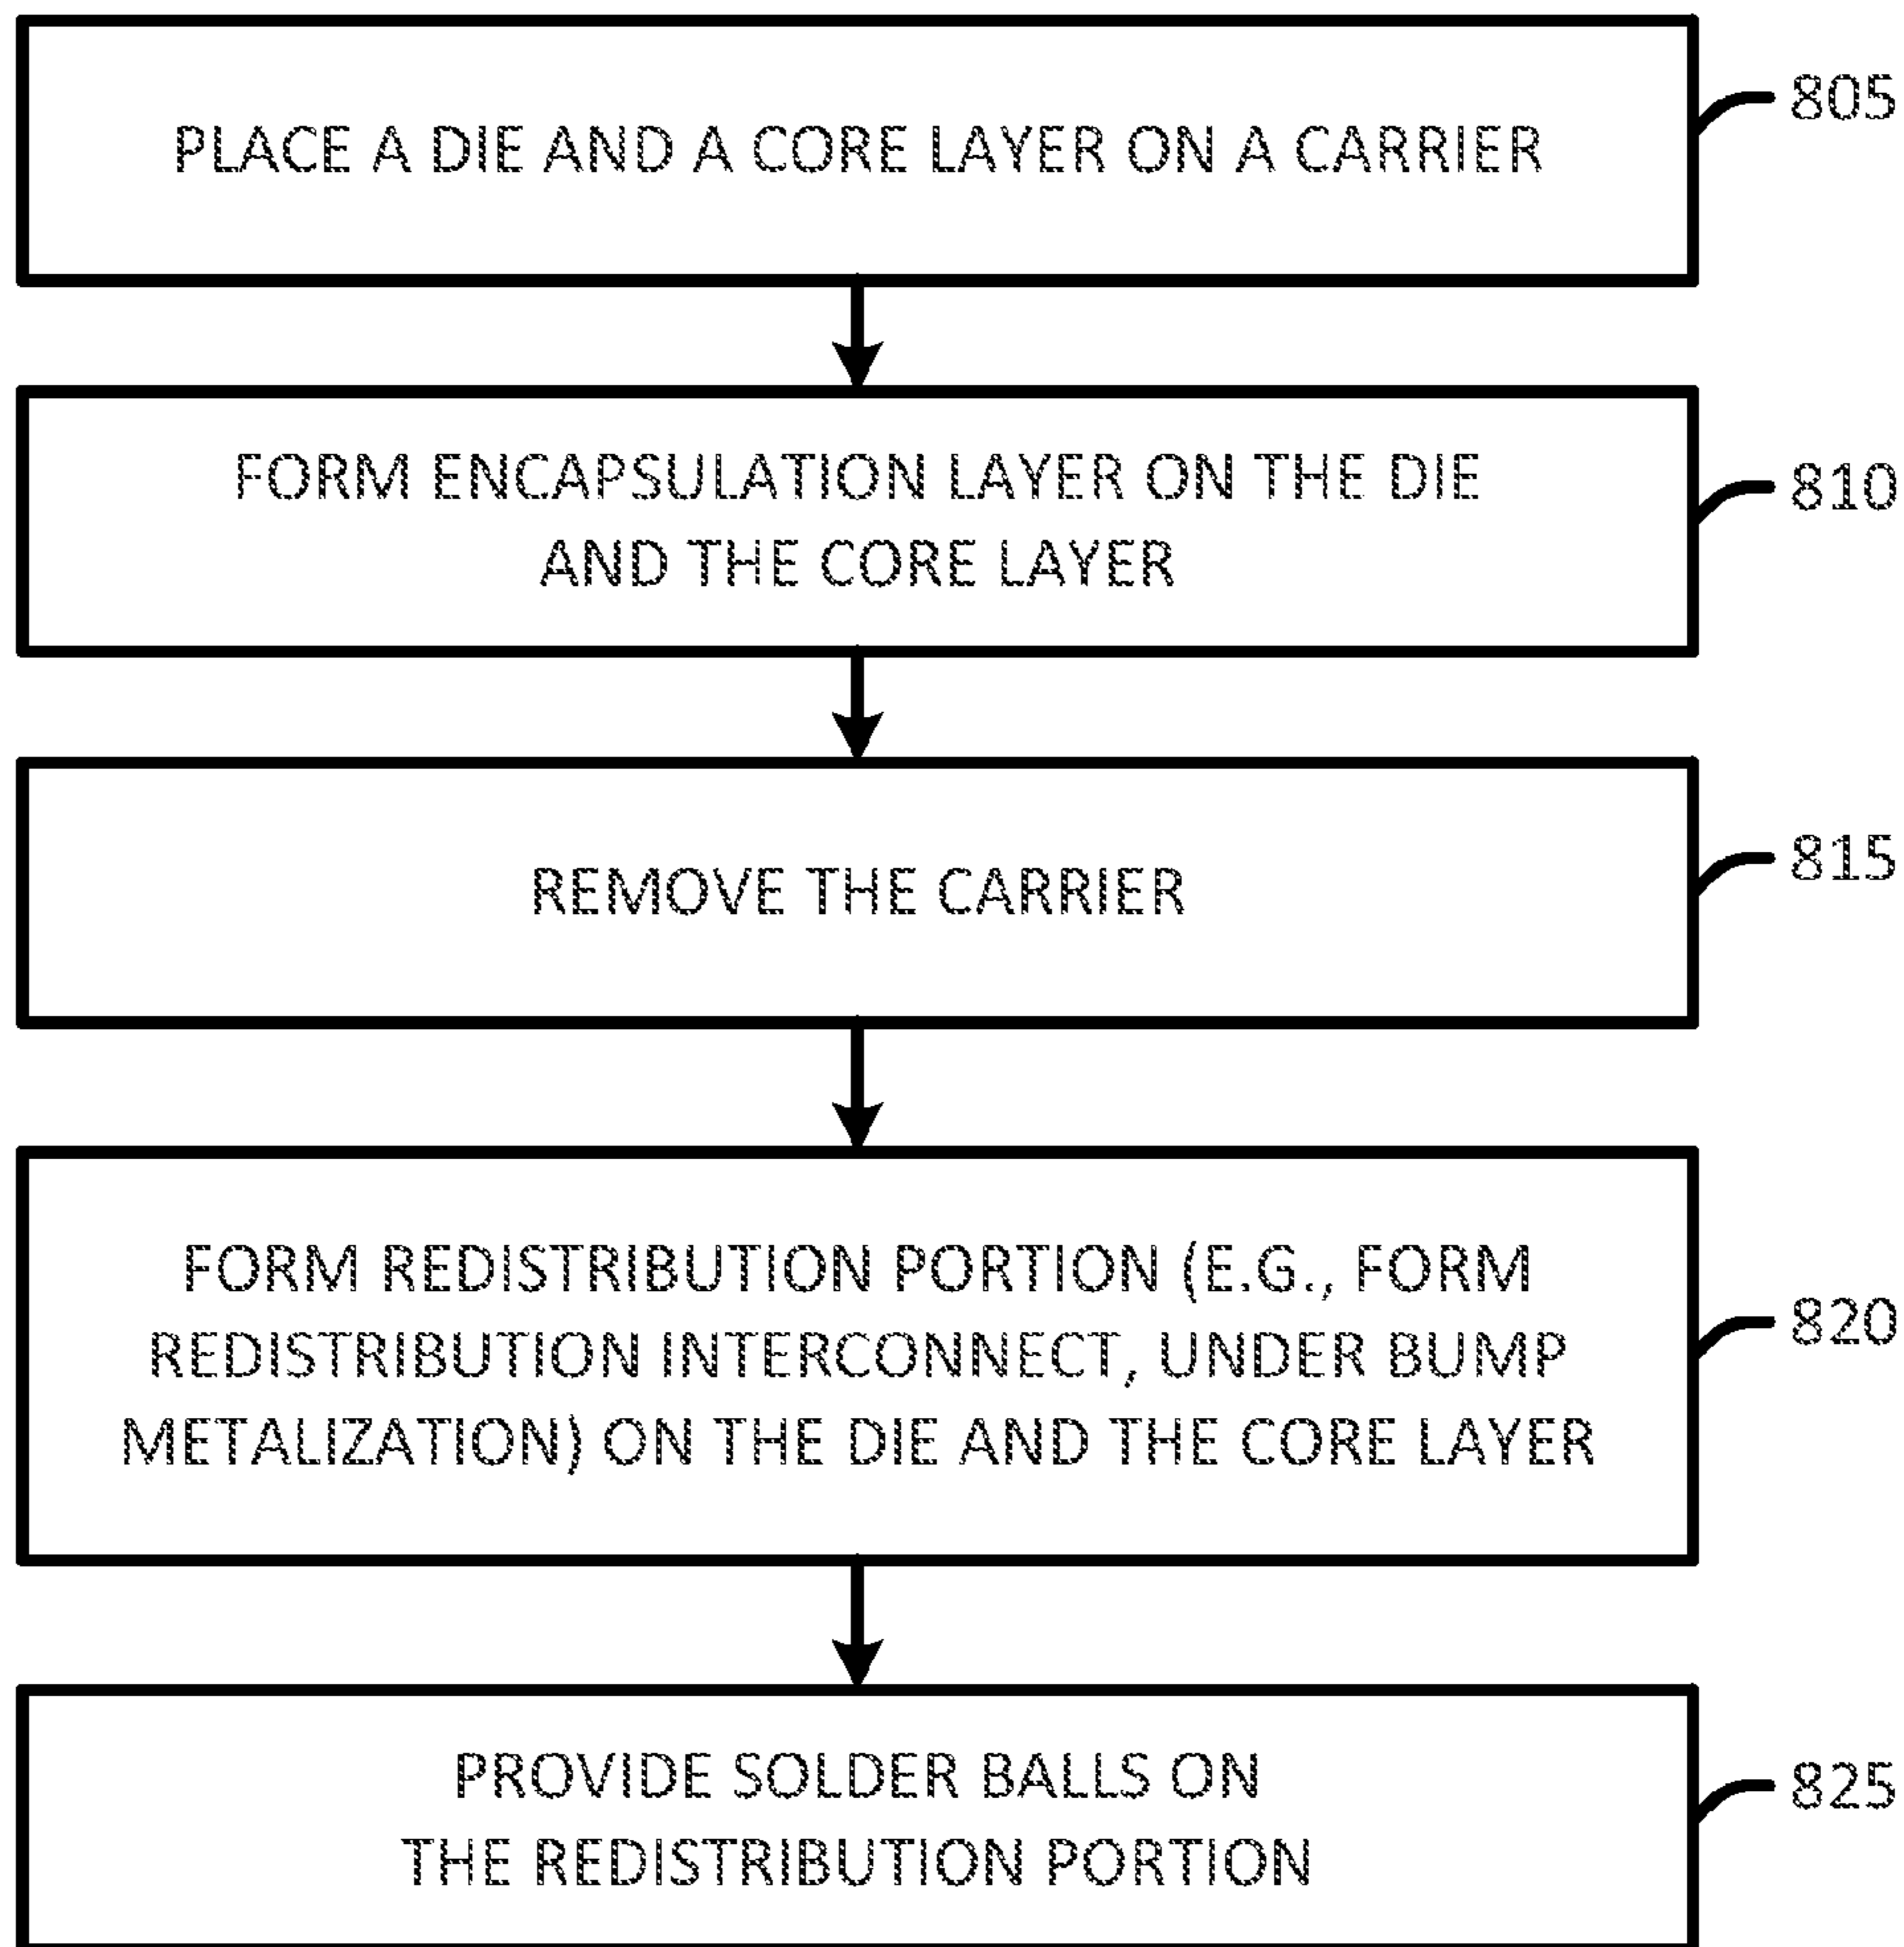 PLACE A DIE AND A CORE LAYER ON A CARRIER
805
FORM ENCAPSULATION LAYER ON THE DIE
AND THE CORE LAYER
810
REMOVE THE CARRIER
815
FORM REDISTRIBUTION PORTION (E.G., FORM
REDISTRIBUTION INTERCONNECT, UNDER BUMP
METALIZATION) ON THE DIE AND THE CORE LAYER
820
PROVIDE SOLDER BALLS ON
THE REDISTRIBUTION PORTION
825